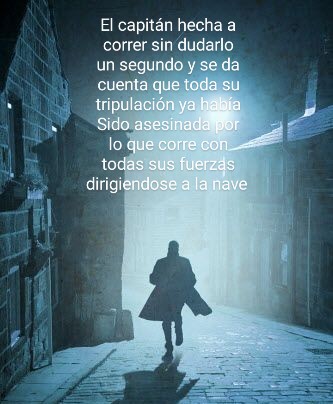 El capitán hecha a
correr sin dudarlo
un segundo y se da
cuenta que toda su
tripulación ya había
Sido asesinada por
lo que corre con
todas sus fuerzas
dirigiendose a la nave